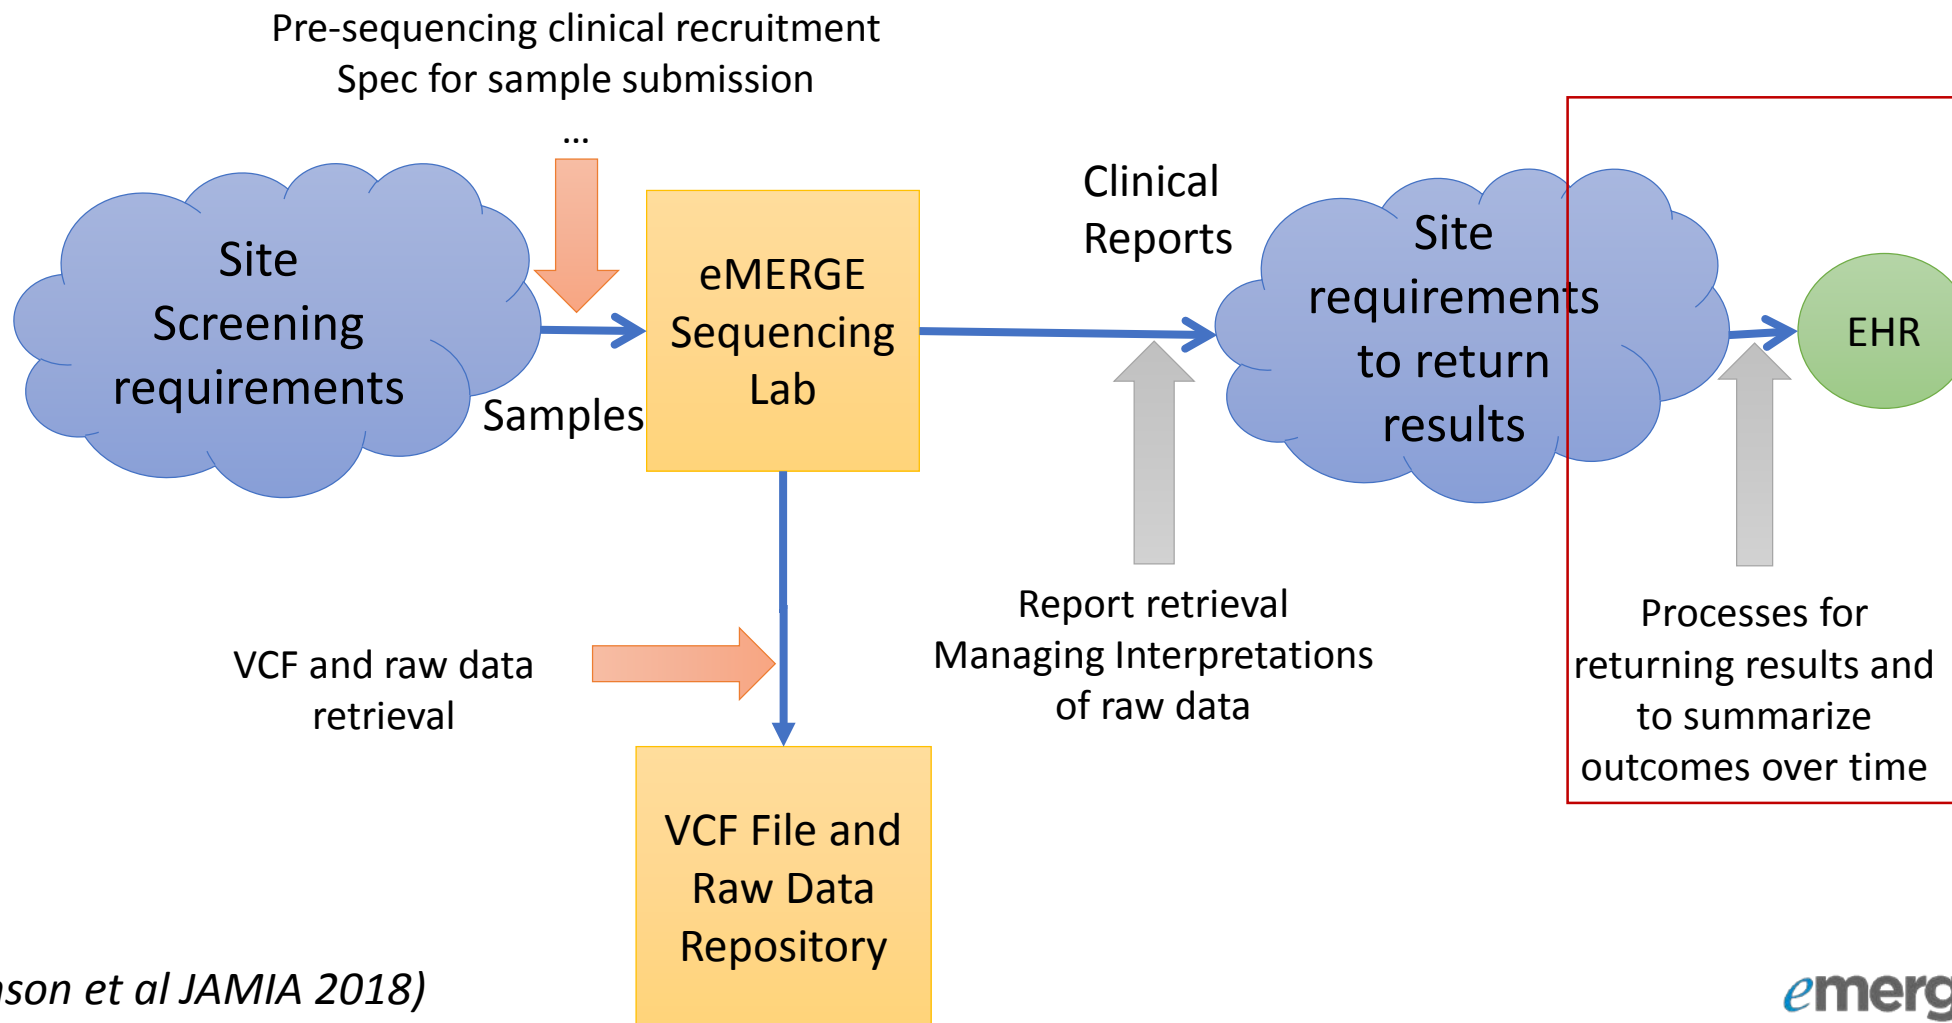 Pre-sequencing clinical recruitment
Spec for sample submission
...
Site
Screening
requirements
Samples
eMERGE
Sequencing
Lab
Clinical
Reports
Site
requirements
to return
results
EHR
VCF and raw data
retrieval
Report retrieval
Managing Interpretations
of raw data
Processes for
returning results and
to summarize
outcomes over time
VCF File and
Raw Data
Repository
et al JAMIA 2018)